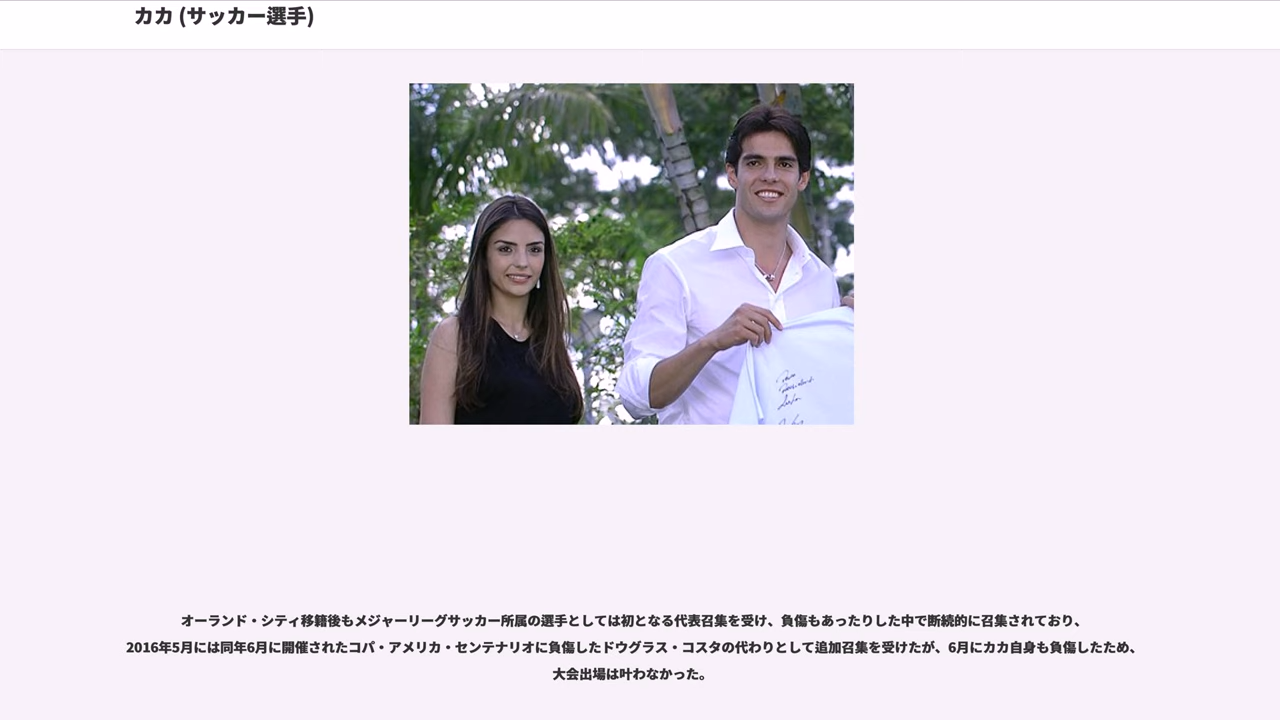 カカ (サッカー選手)
オーランド・シティ移籍後もメジャーリーグサッカー所属の選手としては初となる代表召集を受け、負傷もあったりした中で断続的に召集されており、
2016年5月には同年6月に開催されたコパ・アメリカ・センテナリオに負傷したドウグラス・コスタの代わりとして追加召集を受けたが、6月にカカ自身も負傷したため、
大会出場は叶わなかった。